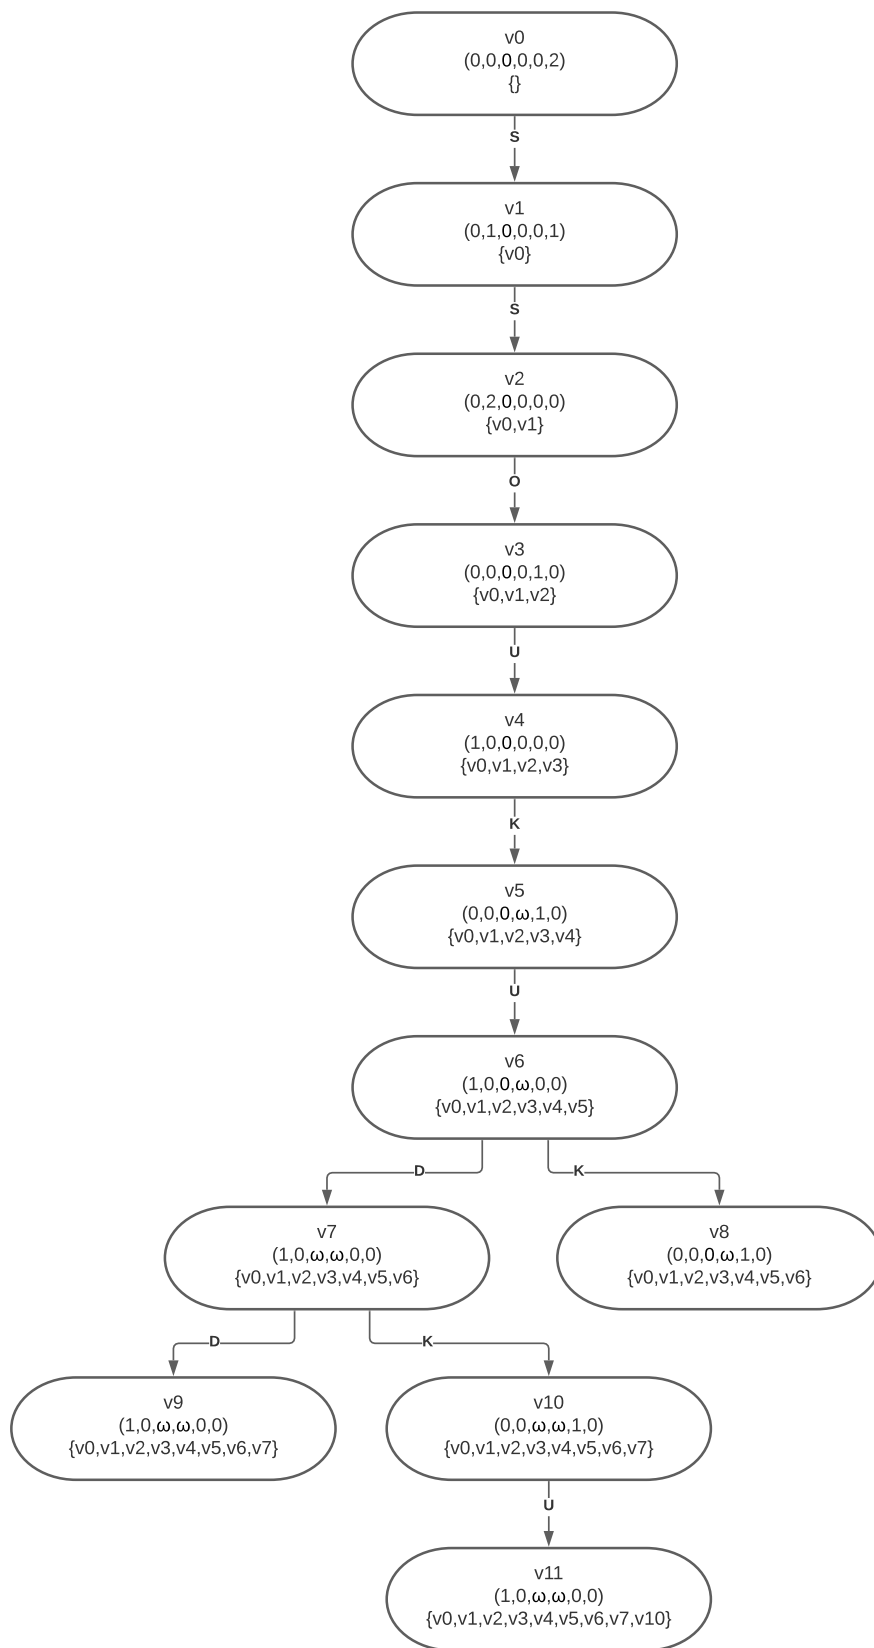 v0
(0,0,0,0,0,2)
{}
S
v1
(0,1,0,0,0,1)
{v0}
S
v2
(0,2,0,0,0,0)
{v0,v1}
O
v3
(0,0,0,0,1,0)
{v0,v1,v2}
U
v4
(1,0,0,0,0,0)
{v0,v1,v2,v3}
K
v5
(0,0,0,ω,1,0)
{v0,v1,v2,v3,v4}
U
v6
(1,0,0,ω,0,0)
{v0,v1,v2,v3,v4,v5}
D
K
v7
(1,0,ω,ω,0,0)
{v0,v1,v2,v3,v4,v5,v6}
v8
(0,0,0,ω,1,0)
{v0,v1,v2,v3,v4,v5,v6}
D
K
v9
(1,0,ω,ω,0,0)
{v0,v1,v2,v3,v4,v5,v6,v7}
v10
(0,0,ω,ω,1,0)
{v0,v1,v2,v3,v4,v5,v6,v7}
U
v11
(1,0,ω,ω,0,0)
{v0,v1,v2,v3,v4,v5,v6,v7,v10}